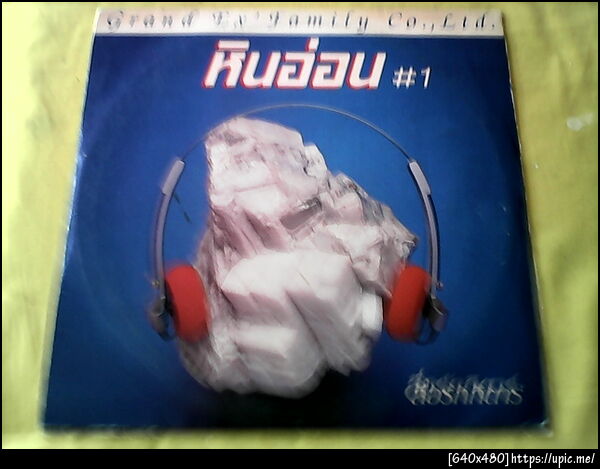 Grand Ex' Family Co., Ltd.
หินอ่อน #1
[640x480]https://upic.me/